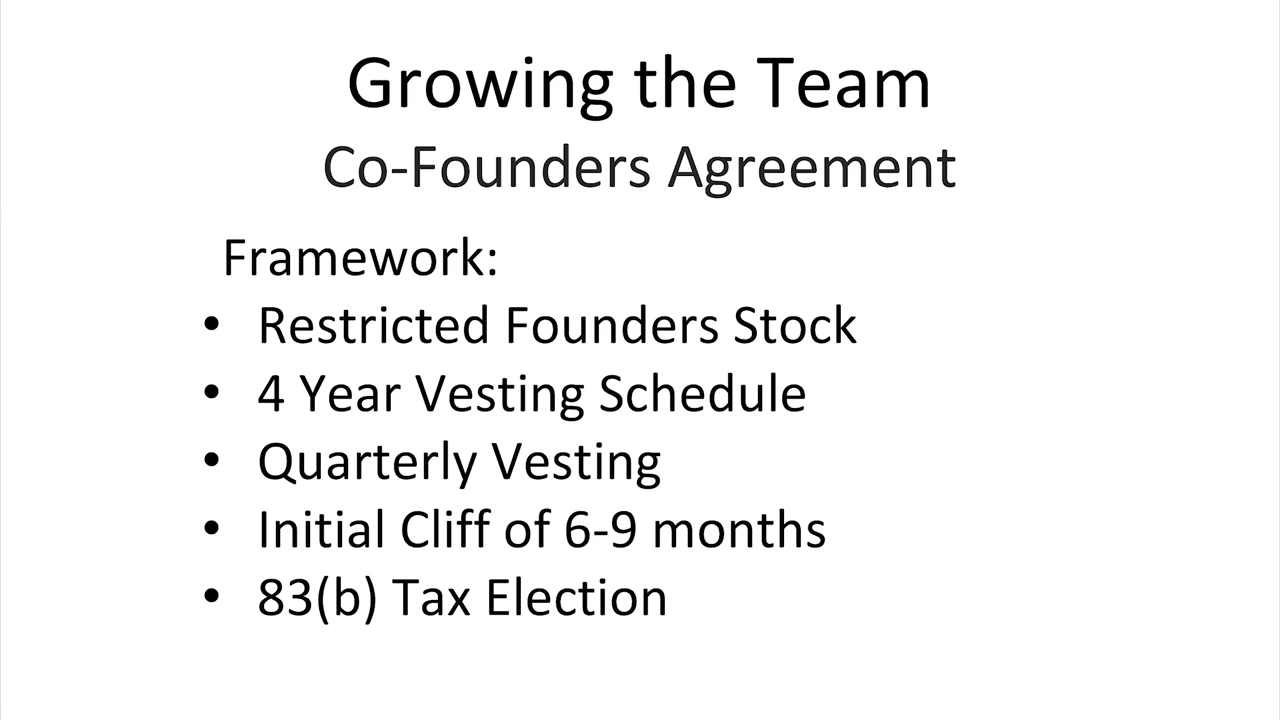 Growing the Team
Co-Founders Agreement
Framework:
• Restricted Founders Stock
• 4 Year Vesting Schedule
• Quarterly Vesting
• Initial Cliff of 6-9 months
• 83(b) Tax Election